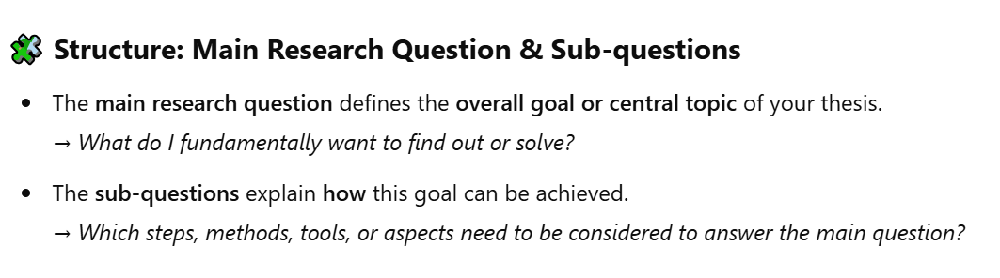 Structure: Main Research Question & Sub-questions
• The main research question defines the overall goal or central topic of your thesis.
→ What do I fundamentally want to find out or solve?
• The sub-questions explain how this goal can be achieved.
→ Which steps, methods, tools, or aspects need to be considered to answer the main question?